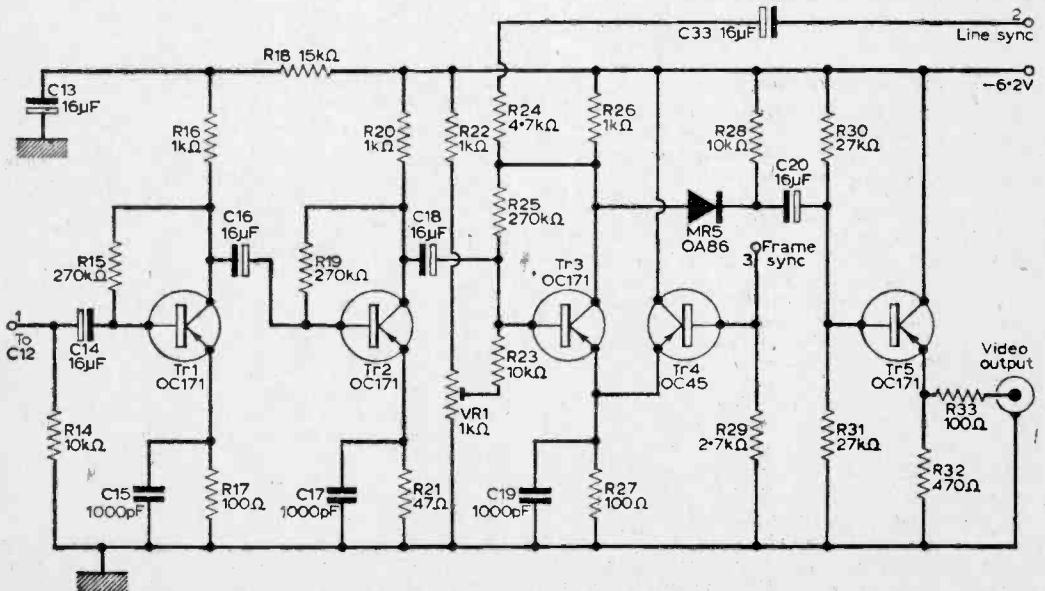 C33 16µF
2
Line sync
R18 15kΩ
C13
16µF
−6·2V
R16
1kΩ
R20
1kΩ
R22
1kΩ
R24
4·7kΩ
R26
1kΩ
R28
10kΩ
R30
27kΩ
C20
16µF
C16
16µF
C18
16µF
R25
270kΩ
MR5
OA86
R15
270kΩ
R19
270kΩ
Tr3
OC171
3
Frame
sync
1
To
C12
C14
16µF
Tr1
OC171
Tr2
OC171
R23
10kΩ
Tr4
OC45
Tr5
OC171
Video
output
VR1
1kΩ
R33
100Ω
R14
10kΩ
R29
2·7kΩ
R31
27kΩ
C15
1000pF
R17
100Ω
C17
1000pF
R21
47Ω
C19
1000pF
R27
100Ω
R32
470Ω